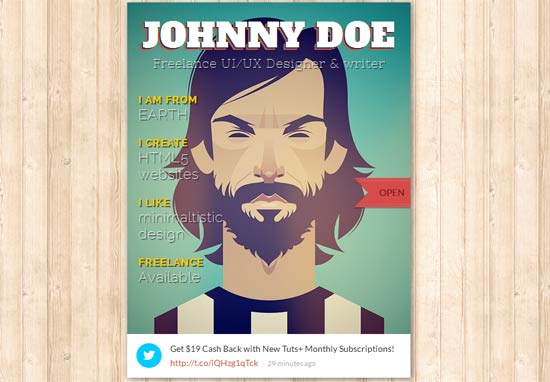 JOHNNY DOE
Freelance UI/UX Designer & writer
I AM FROM
EARTH
I CREATE
HTML5
websites
I LIKE
minimaltistic
design
FREELANCE
Available
OPEN
Get $19 Cash Back with New Tuts+ Monthly Subscriptions!
http://t.co/iQHzg1qTck 29 minutes ago